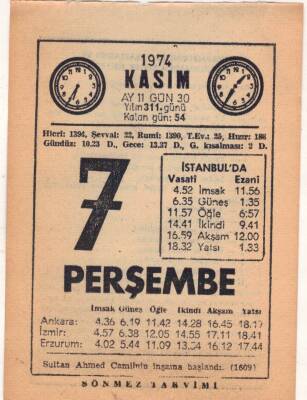 1974
KASIM
AY 11 GÜN 30
Yılın 311. günü
Kalan gün: 54
Hicri: 1394, Şevval: 22, Rumî: 1390, T.Ev.: 25, Hızır: 186
Gündüz: 10.23 D., Gece: 13.37 D., G. kısalması: 2 D.
7
İSTANBUL'DA
Vasati Ezani
4.52 İmsak 11.56
6.35 Güneş 1.35
11.57 Öğle 6.57
14.41 İkindi 9.41
16.59 Akşam 12.00
18.32 Yatsı 1.33
PERŞEMBE
İmsak Güneş Öğle İkindi Akşam Yatsı
Ankara: 4.36 6.19 11.42 14.28 16.45 18.17
İzmir: 4.57 6.38 12.05 14.55 17.11 18.41
Erzurum: 4.02 5.44 11.09 13.54 16.12 17.44
Sultan Ahmed Camiinin inşaına başlandı. (1609)
SÖNMEZ TAKVİMİ